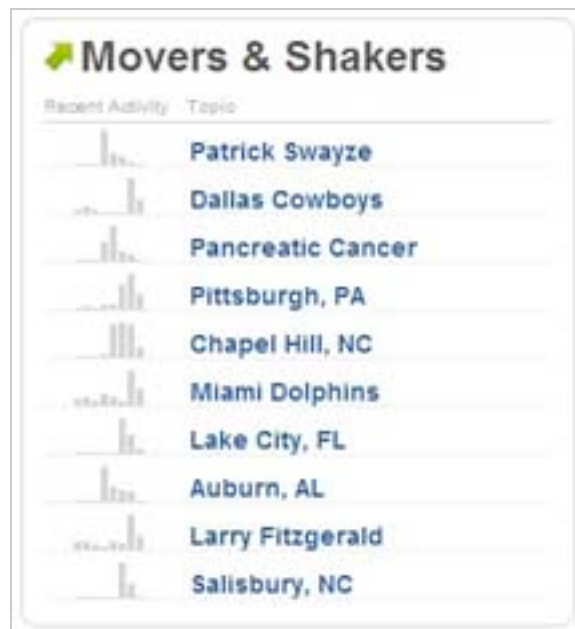 Movers & Shakers
Recent Activity Topic
Patrick Swayze
Dallas Cowboys
Pancreatic Cancer
Pittsburgh, PA
Chapel Hill, NC
Miami Dolphins
Lake City, FL
Auburn, AL
Larry Fitzgerald
Salisbury, NC